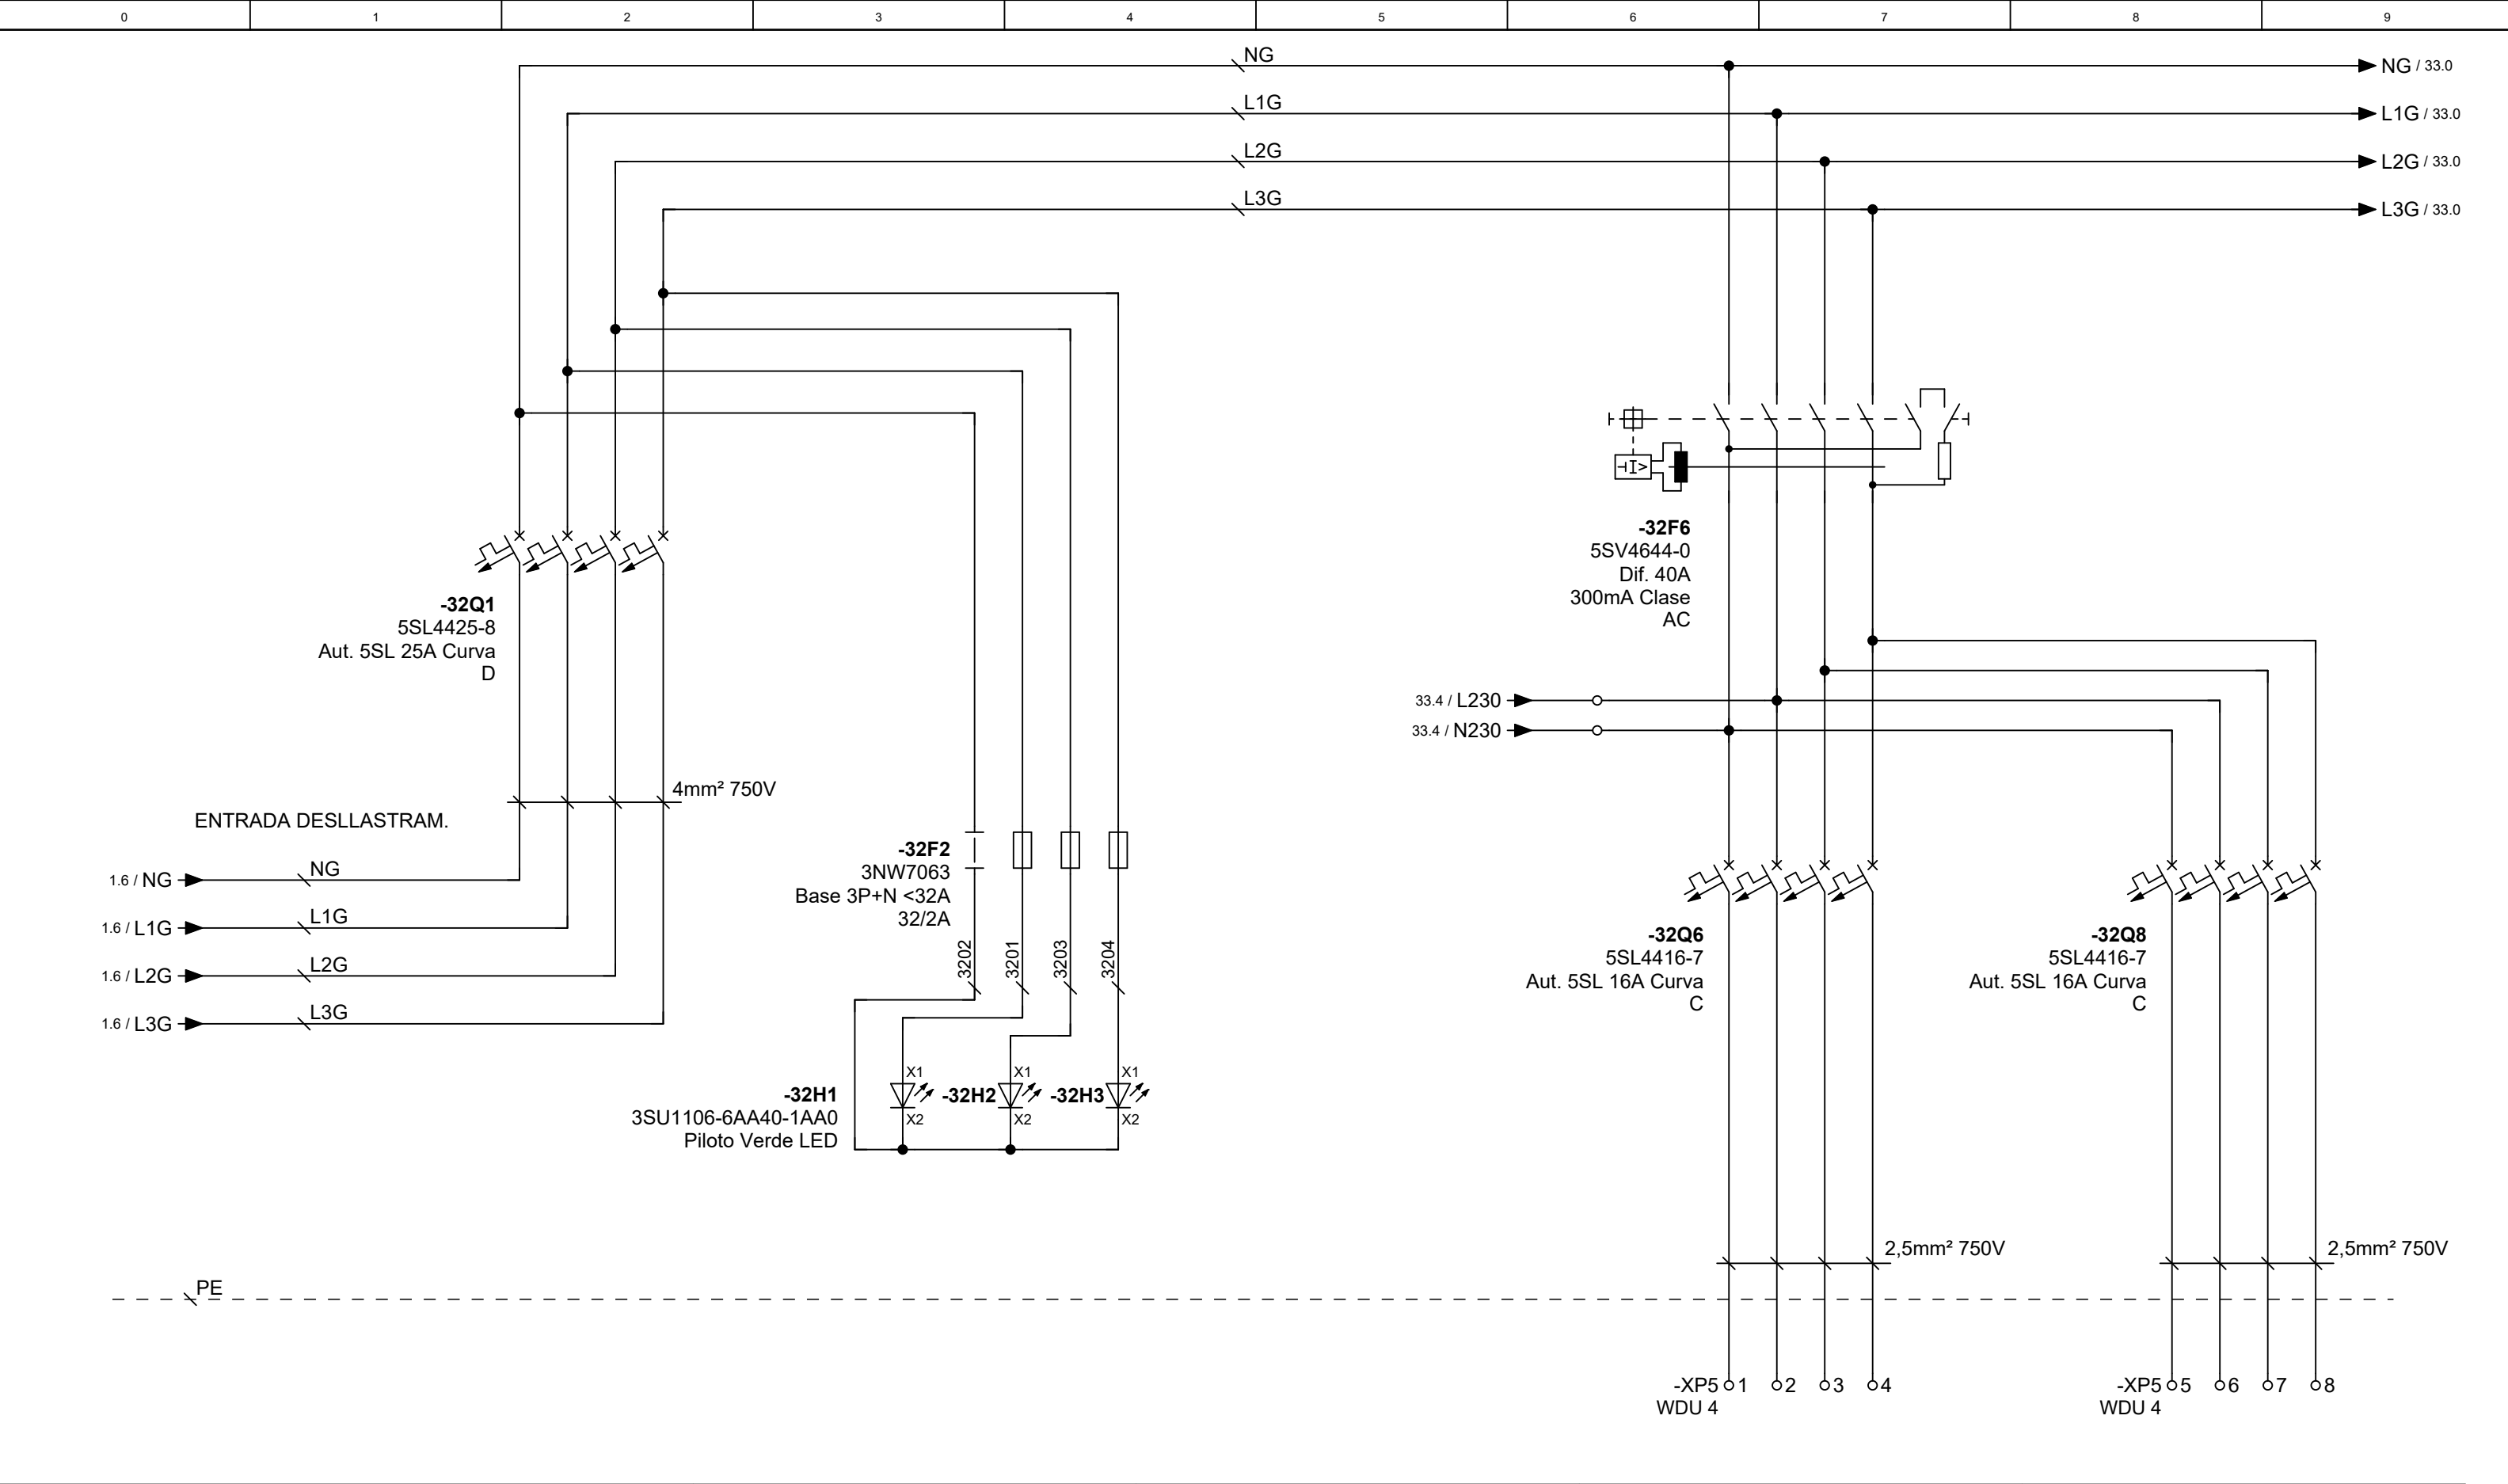 0 1 2 3 4 5 6 7 8 9
NG
NG / 33.0
L1G
L1G / 33.0
L2G
L2G / 33.0
L3G
L3G / 33.0
-32Q1
5SL4425-8
Aut. 5SL 25A Curva
D
4mm² 750V
ENTRADA DESLLASTRAM.
1.6 / NG
NG
1.6 / L1G
L1G
1.6 / L2G
L2G
1.6 / L3G
L3G
-32F2
3NW7063
Base 3P+N <32A
32/2A
3202
3201
3203
3204
-32H1
3SU1106-6AA40-1AA0
Piloto Verde LED
X1
X2
-32H2
X1
X2
-32H3
X1
X2
I>
-32F6
5SV4644-0
Dif. 40A
300mA Clase
AC
33.4 / L230
33.4 / N230
-32Q6
5SL4416-7
Aut. 5SL 16A Curva
C
-32Q8
5SL4416-7
Aut. 5SL 16A Curva
C
2,5mm² 750V
2,5mm² 750V
PE
-XP5 1 2 3 4
WDU 4
-XP5 5 6 7 8
WDU 4